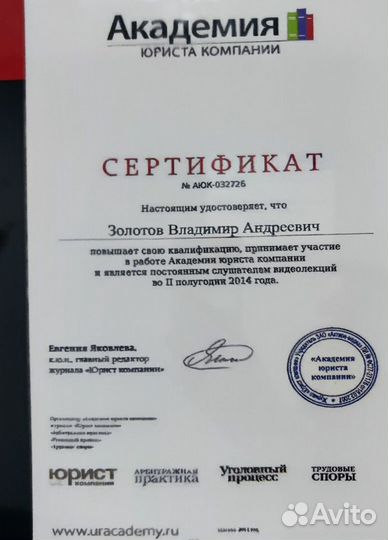 Академия
ЮРИСТА КОМПАНИИ
СЕРТИФИКАТ
№ АЮК-032726
Настоящим удостоверяет, что
Золотов Владимир Андреевич
повышает свою квалификацию, принимает участие
в работе Академии юриста компании
и является постоянным слушателем видеолекций
во II полугодии 2014 года.
Евгения Яковлева,
к.ю.н., главный редактор
журнала «Юрист компании»
«Академия
юриста
компании»
ЮРИСТ
КОМПАНИИ
АРБИТРАЖНАЯ
ПРАКТИКА
Уголовный
процесс
ТРУДОВЫЕ
СПОРЫ
www.uracademy.ru
Avito